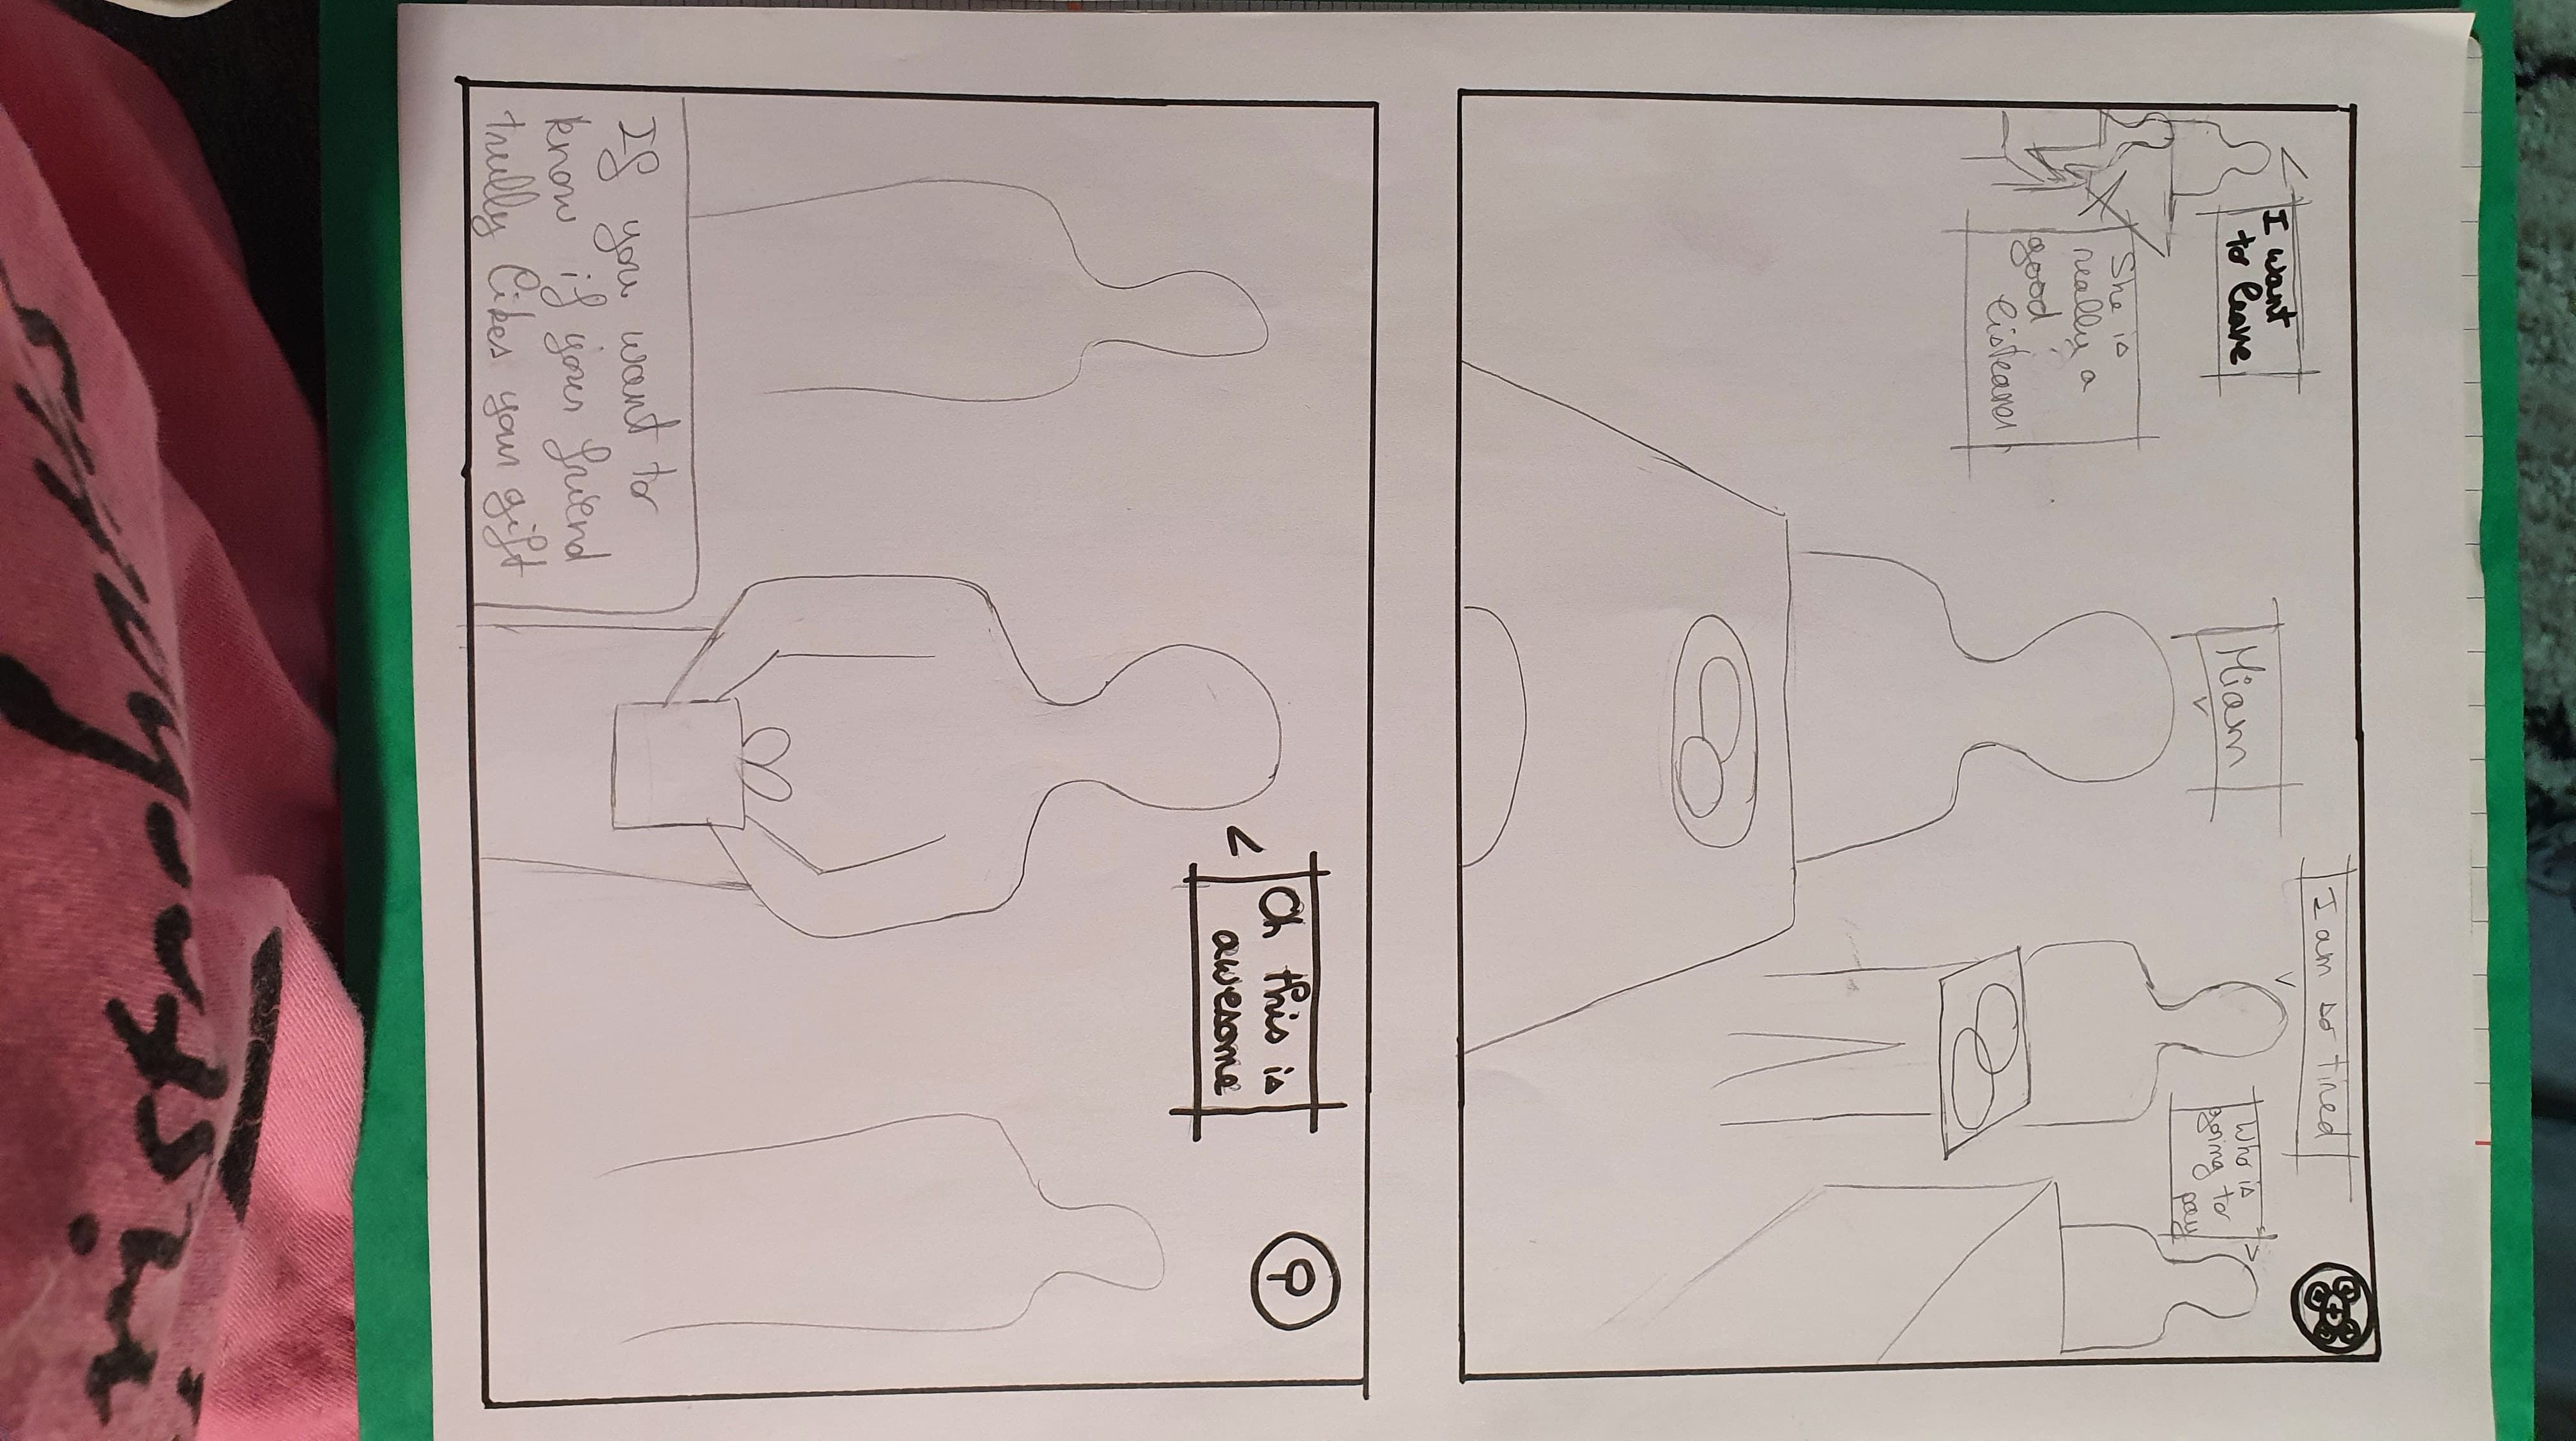 I am so tired
I want
to leave
Miam
Who is
going to
pay
She is
really a
good
listeaner
Oh this is
awesome
If you want to
know if your friend
trully likes your gift